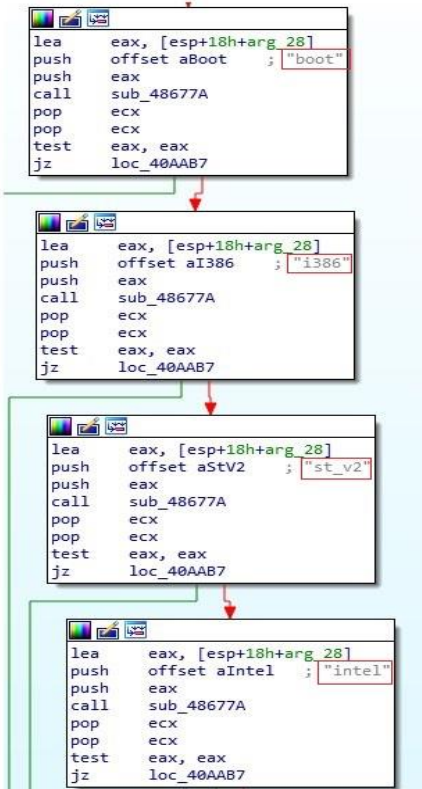 lea eax, [esp+18h+arg_28]
push offset aBoot ; "boot"
push eax
call sub_48677A
pop ecx
pop ecx
test eax, eax
jz loc_40AAB7
lea eax, [esp+18h+arg_28]
push offset aI386 ; "i386"
push eax
call sub_48677A
pop ecx
pop ecx
test eax, eax
jz loc_40AAB7
lea eax, [esp+18h+arg_28]
push offset aStV2 ; "st_v2"
push eax
call sub_48677A
pop ecx
pop ecx
test eax, eax
jz loc_40AAB7
lea eax, [esp+18h+arg_28]
push offset aIntel ; "intel"
push eax
call sub_48677A
pop ecx
pop ecx
test eax, eax
jz loc_40AAB7